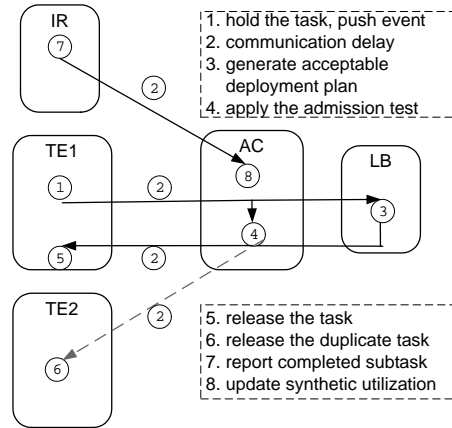 IR
7
2
1. hold the task, push event
2. communication delay
3. generate acceptable
deployment plan
4. apply the admission test
TE1
AC
LB
8
1
2
3
4
5
2
TE2
2
6
5. release the task
6. release the duplicate task
7. report completed subtask
8. update synthetic utilization